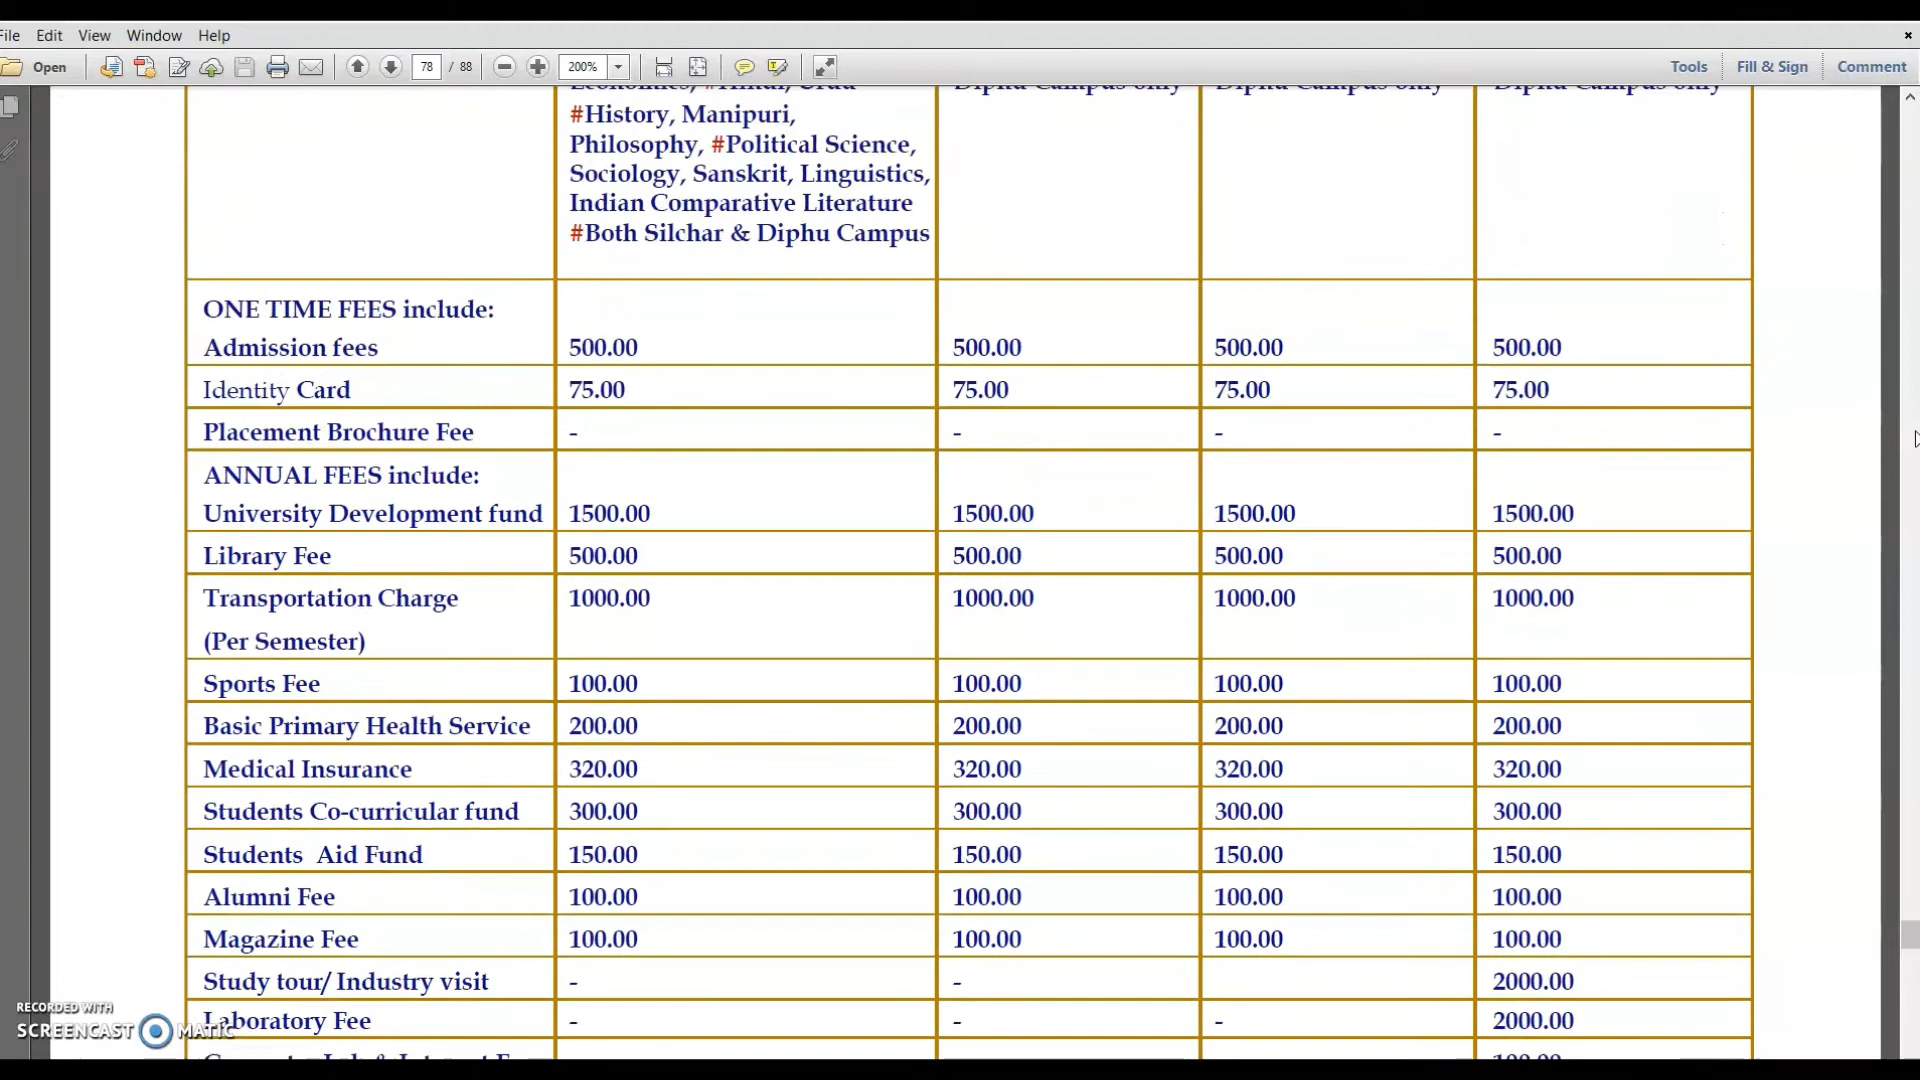 File Edit View Window Help
Open 78 / 88 200% Tools Fill & Sign Comment
#History, Manipuri,
Philosophy, #Political Science,
Sociology, Sanskrit, Linguistics,
Indian Comparative Literature
#Both Silchar & Diphu Campus
Diphu Campus only Diphu Campus only Diphu Campus only
ONE TIME FEES include:
Admission fees 500.00 500.00 500.00 500.00
Identity Card 75.00 75.00 75.00 75.00
Placement Brochure Fee - - - -
ANNUAL FEES include:
University Development fund 1500.00 1500.00 1500.00 1500.00
Library Fee 500.00 500.00 500.00 500.00
Transportation Charge 1000.00 1000.00 1000.00 1000.00
(Per Semester)
Sports Fee 100.00 100.00 100.00 100.00
Basic Primary Health Service 200.00 200.00 200.00 200.00
Medical Insurance 320.00 320.00 320.00 320.00
Students Co-curricular fund 300.00 300.00 300.00 300.00
Students Aid Fund 150.00 150.00 150.00 150.00
Alumni Fee 100.00 100.00 100.00 100.00
Magazine Fee 100.00 100.00 100.00 100.00
Study tour/ Industry visit - - 2000.00
Laboratory Fee - - - 2000.00
RECORDED WITH
SCREENCAST MATIC